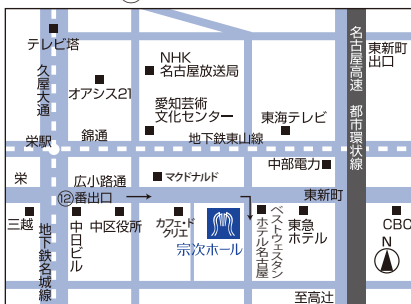 テレビ塔
久屋大通
オアシス21
NHK
名古屋放送局
愛知芸術
文化センター
東海テレビ
名古屋高速 都市環状線
東新町
出口
栄駅
錦通
地下鉄東山線
中部電力
栄
広小路通
マクドナルド
東新町
⑫番出口
三越
地下鉄名城線
中日ビル
中区役所
カフェ・ド
クリエ
宗次ホール
ベストウェスタン
ホテル名古屋
東急
ホテル
CBC
N
至高辻